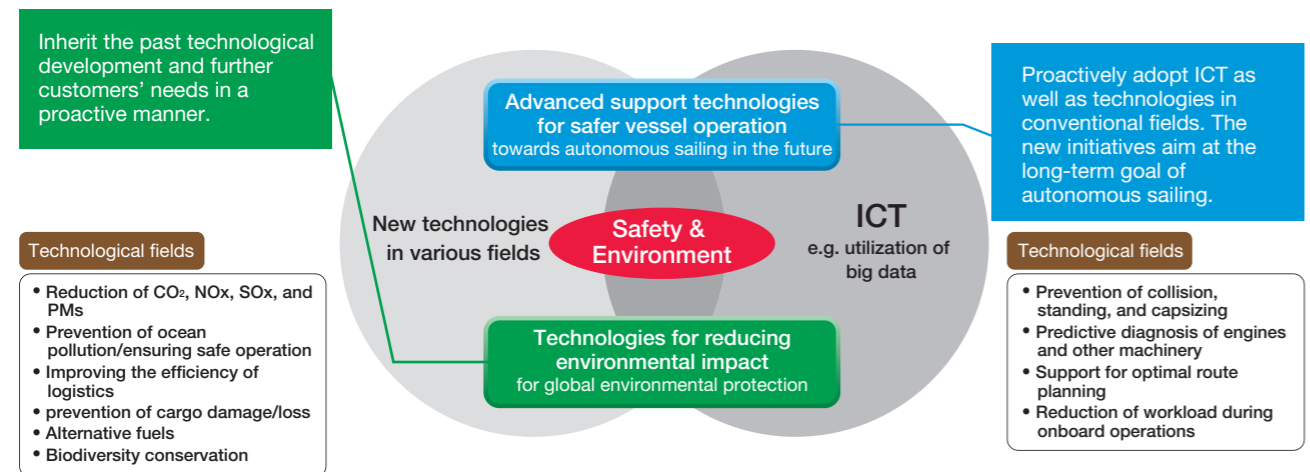 Inherit the past technological
development and further
customers' needs in a
proactive manner.
Technological fields
• Reduction of CO₂, NOx, SOx, and
PMs
• Prevention of ocean
pollution/ensuring safe operation
• Improving the efficiency of
logistics
• prevention of cargo damage/loss
• Alternative fuels
• Biodiversity conservation
Advanced support technologies
for safer vessel operation
towards autonomous sailing in the future
New technologies
in various fields
Safety &
Environment
ICT
e.g. utilization of
big data
Technologies for reducing
environmental impact
for global environmental protection
Proactively adopt ICT as
well as technologies in
conventional fields. The
new initiatives aim at the
long-term goal of
autonomous sailing.
Technological fields
• Prevention of collision,
standing, and capsizing
• Predictive diagnosis of engines
and other machinery
• Support for optimal route
planning
• Reduction of workload during
onboard operations